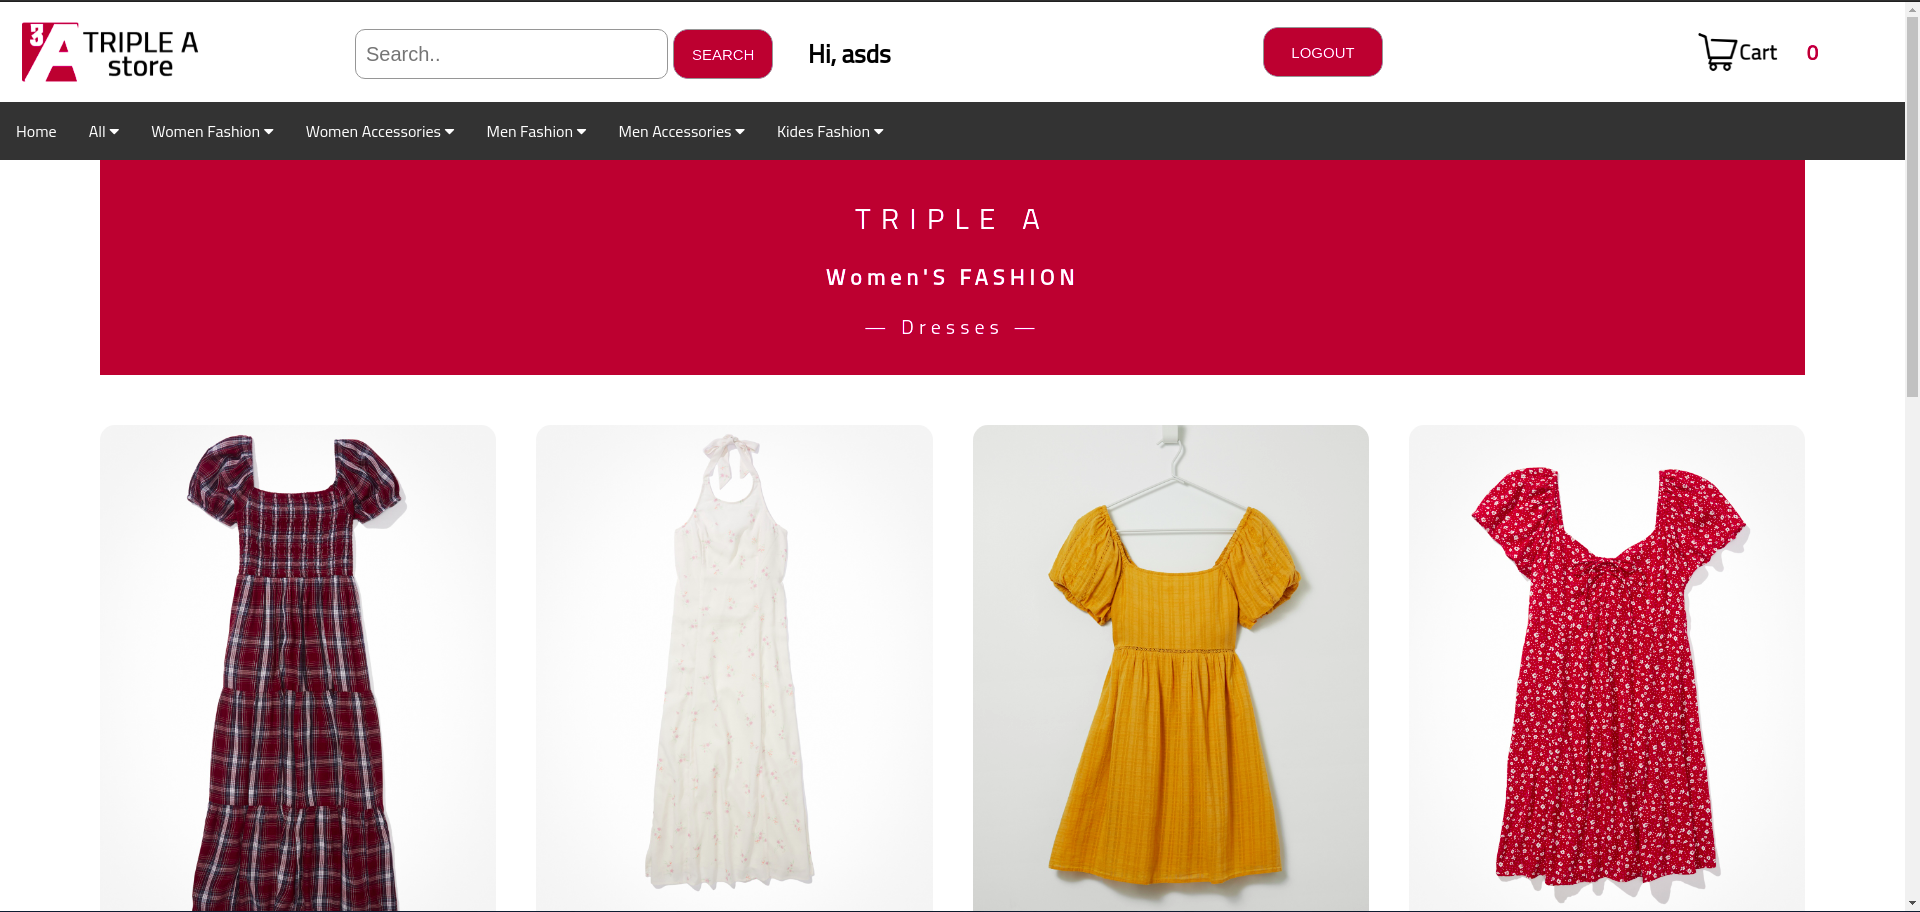 3 A TRIPLE A
store
Search..
SEARCH
Hi, asds
LOGOUT
Cart 0
Home All Women Fashion Women Accessories Men Fashion Men Accessories Kides Fashion
TRIPLE A
Women'S FASHION
— Dresses —